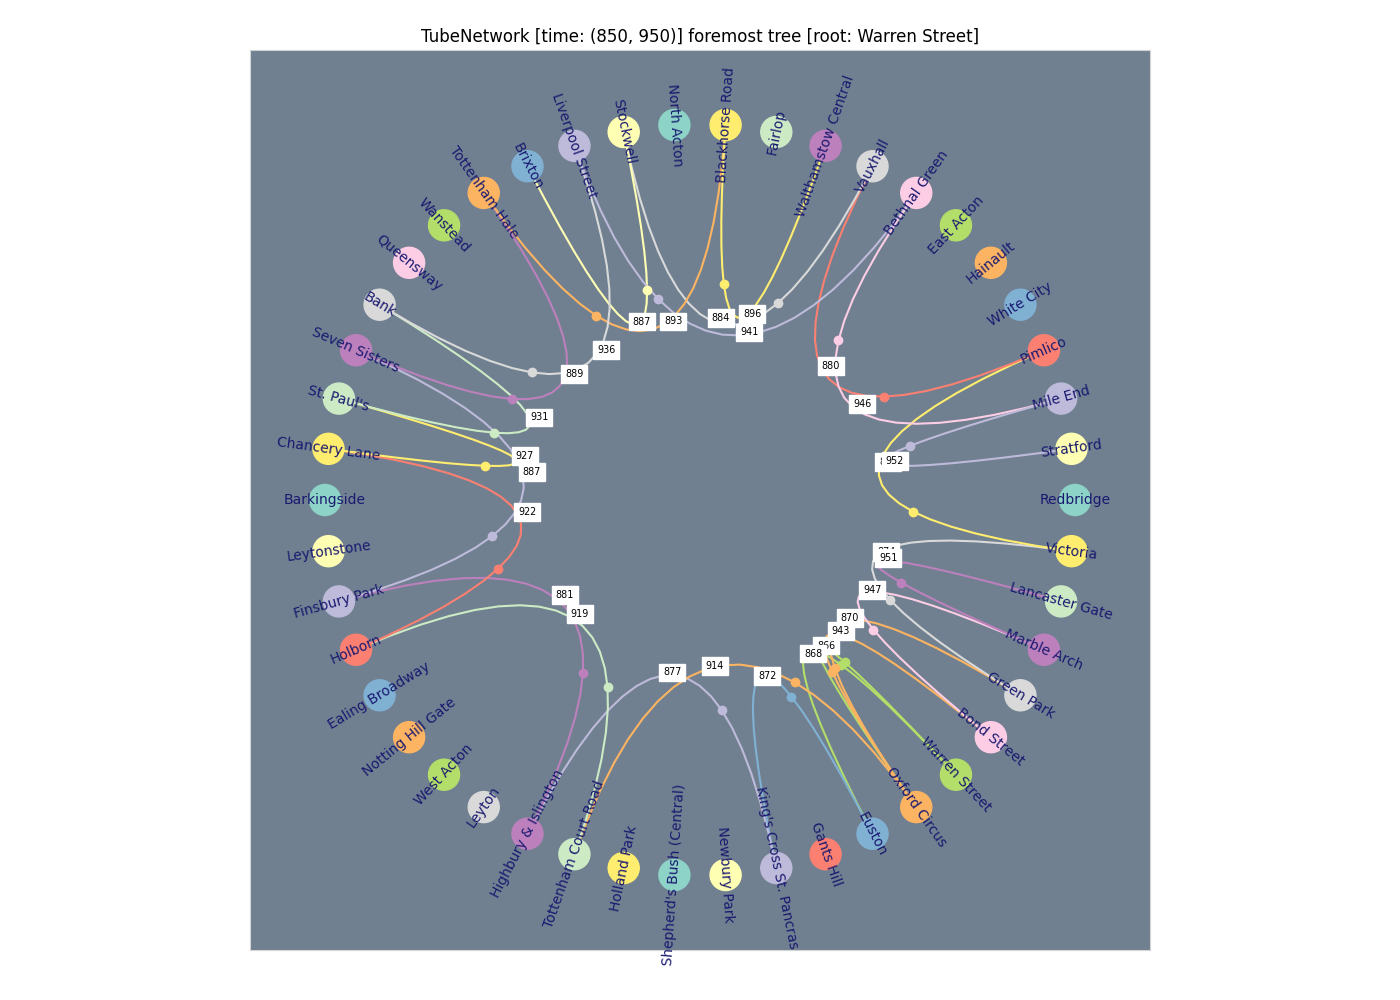 TubeNetwork [time: (850, 950)] foremost tree [root: Warren Street]
Blackhorse Road
Fairlop
Walthamstow Central
Vauxhall
Bethnal Green
East Acton
Hainault
White City
Pimlico
Mile End
Stratford
Redbridge
Victoria
Lancaster Gate
Marble Arch
Green Park
Bond Street
Warren Street
Oxford Circus
Euston
Gants Hill
King's Cross St. Pancras
Newbury Park
Shepherd's Bush (Central)
Holland Park
Tottenham Court Road
Highbury & Islington
Leyton
West Acton
Notting Hill Gate
Ealing Broadway
Holborn
Finsbury Park
Leytonstone
Barkingside
Chancery Lane
St. Paul's
Seven Sisters
Bank
Queensway
Wanstead
Tottenham Hale
Brixton
Liverpool Street
Stockwell
North Acton
887
893
884
896
941
936
889
880
946
931
927
887
952
922
951
947
881
919
870
943
868
914
877
872